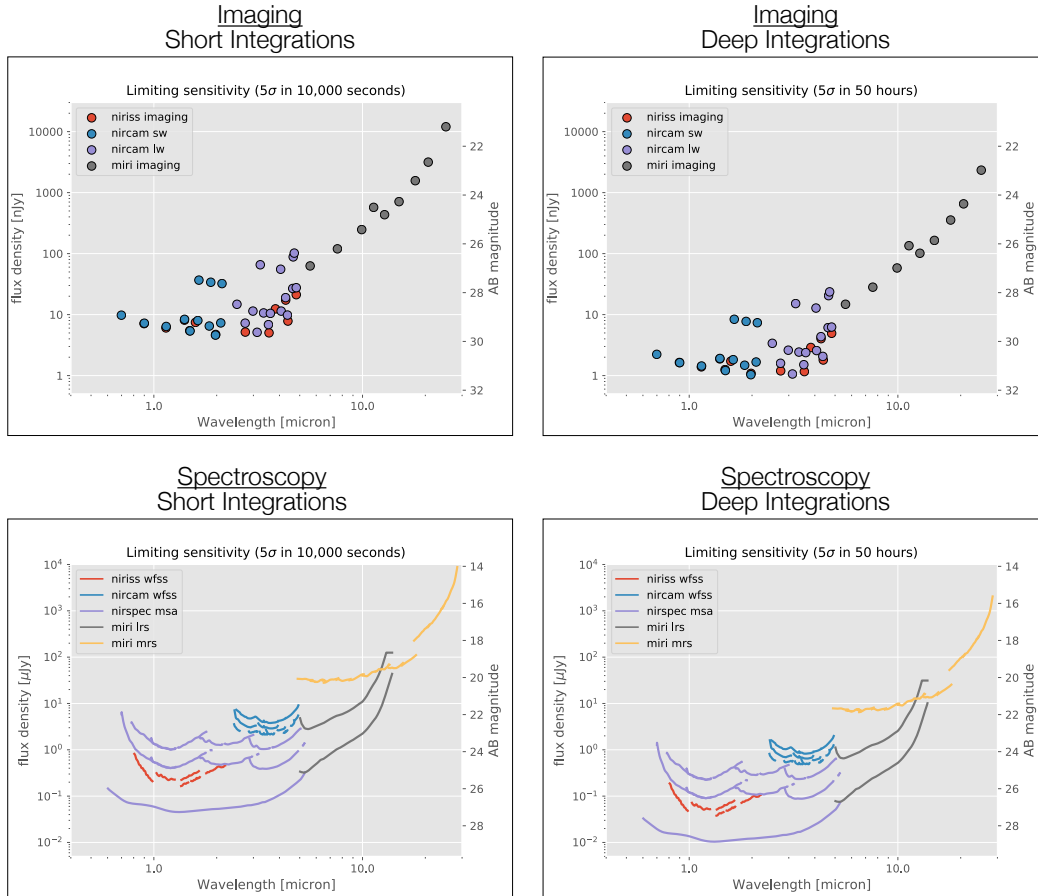 Imaging
Short Integrations
Limiting sensitivity (5σ in 10,000 seconds)
niriss imaging
nircam sw
nircam lw
miri imaging
10000
1000
100
10
1
flux density [nJy]
22
24
26
28
30
32
AB magnitude
1.0
10.0
Wavelength [micron]
Imaging
Deep Integrations
Limiting sensitivity (5σ in 50 hours)
niriss imaging
nircam sw
nircam lw
miri imaging
10000
1000
100
10
1
flux density [nJy]
22
24
26
28
30
32
AB magnitude
1.0
10.0
Wavelength [micron]
Spectroscopy
Short Integrations
Limiting sensitivity (5σ in 10,000 seconds)
niriss wfss
nircam wfss
nirspec msa
miri lrs
miri mrs
10⁴
10³
10²
10¹
10⁰
10⁻¹
10⁻²
flux density [μJy]
14
16
18
20
22
24
26
28
AB magnitude
1.0
10.0
Wavelength [micron]
Spectroscopy
Deep Integrations
Limiting sensitivity (5σ in 50 hours)
niriss wfss
nircam wfss
nirspec msa
miri lrs
miri mrs
10⁴
10³
10²
10¹
10⁰
10⁻¹
10⁻²
flux density [μJy]
14
16
18
20
22
24
26
28
AB magnitude
1.0
10.0
Wavelength [micron]